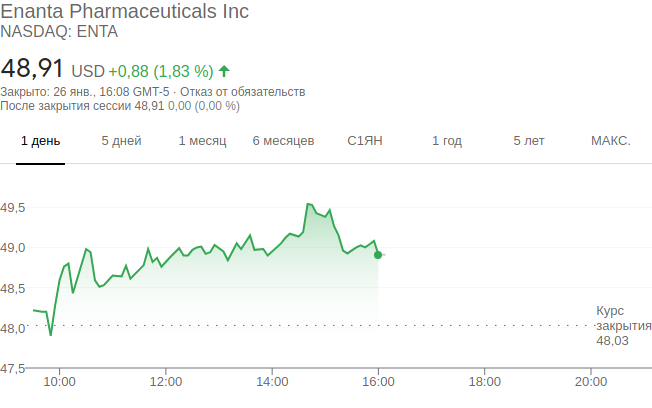 Enanta Pharmaceuticals Inc
NASDAQ: ENTA
48,91 USD +0,88 (1,83 %)
Закрыто: 26 янв., 16:08 GMT-5 · Отказ от обязательств
После закрытия сессии 48,91 0,00 (0,00 %)
1 день 5 дней 1 месяц 6 месяцев С1ЯН 1 год 5 лет МАКС.
49,5
49,0
48,5
Курс
48,0 закрытия
48,03
47,5
10:00 12:00 14:00 16:00 18:00 20:00